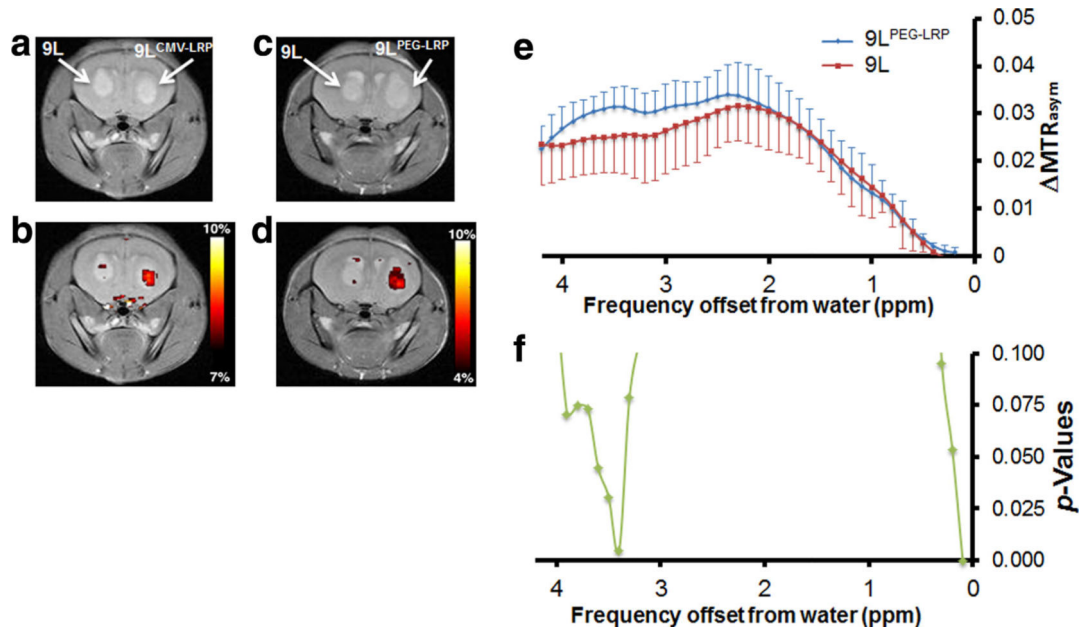 a
9L
9L^CMV-LRP
b
10%
7%
c
9L
9L^PEG-LRP
d
10%
4%
e
9L^PEG-LRP
9L
0.05
0.04
0.03
0.02
0.01
0
ΔMTRasym
4 3 2 1 0
Frequency offset from water (ppm)
f
0.100
0.075
0.050
0.025
0.000
p-Values
4 3 2 1 0
Frequency offset from water (ppm)